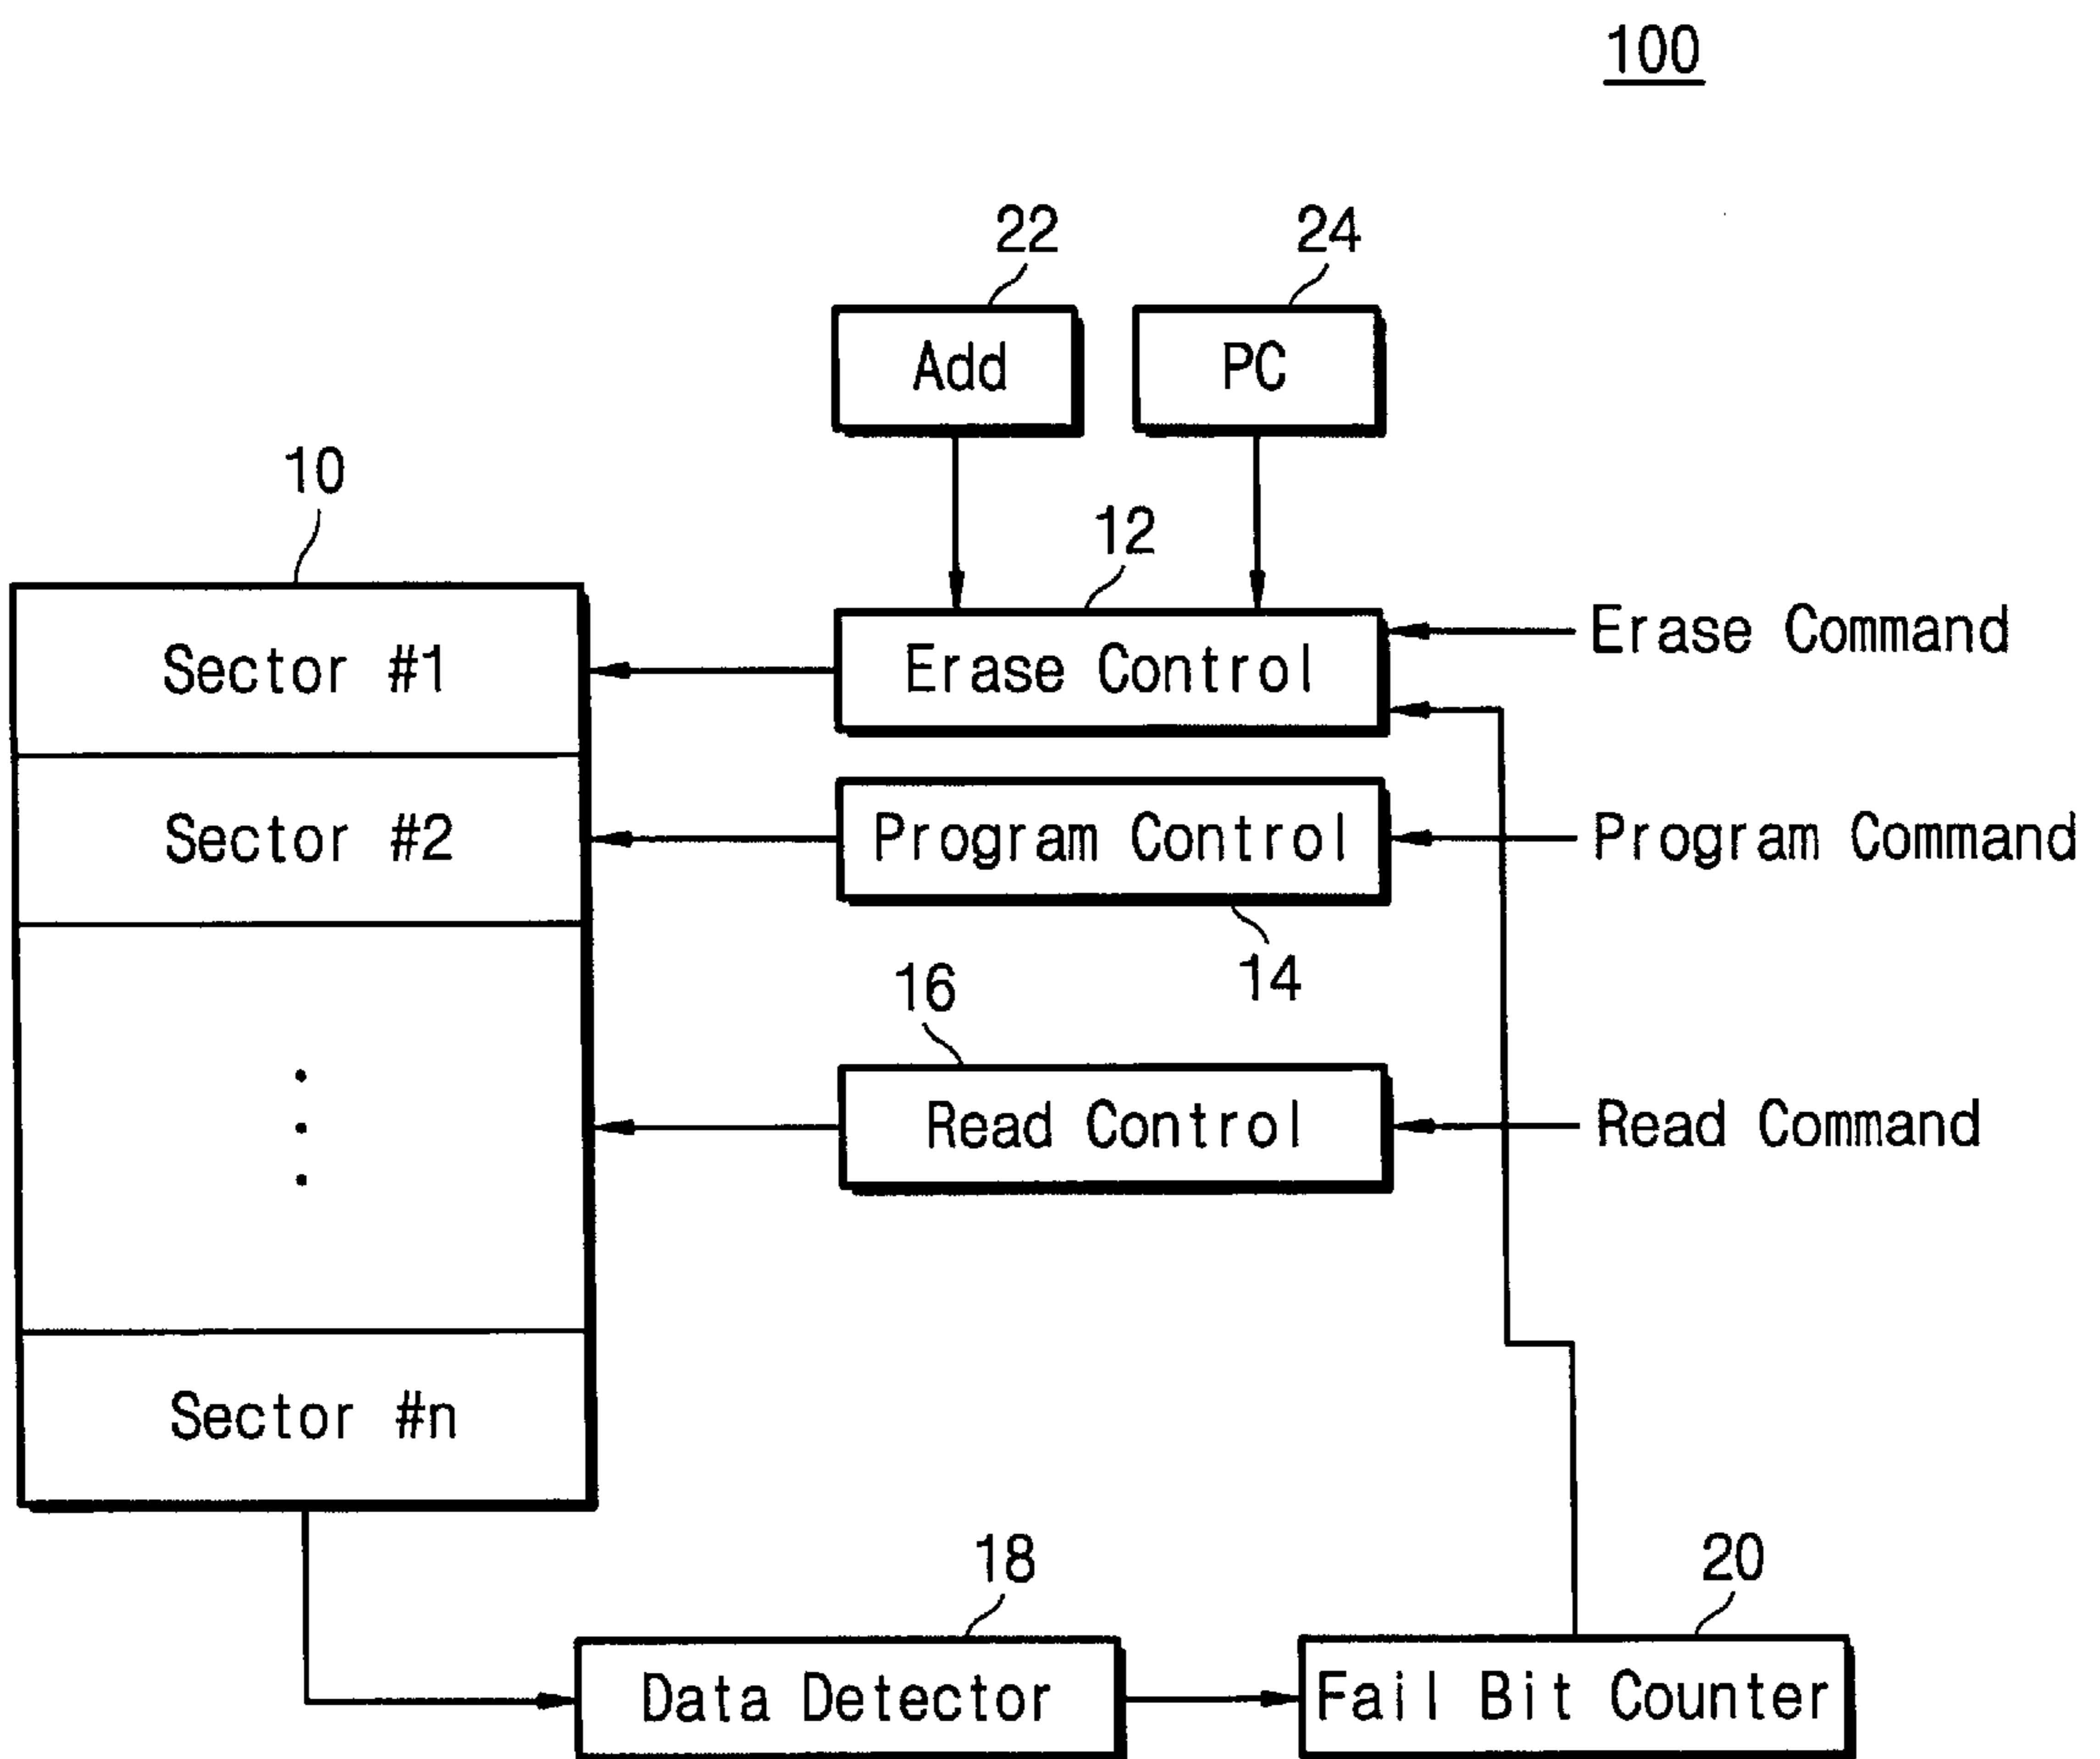 100
22
24
Add
PC
10
12
Sector #1
Erase Control
Erase Command
Sector #2
Program Control
Program Command
14
16
Read Control
Read Command
Sector #n
18
20
Data Detector
Fail Bit Counter